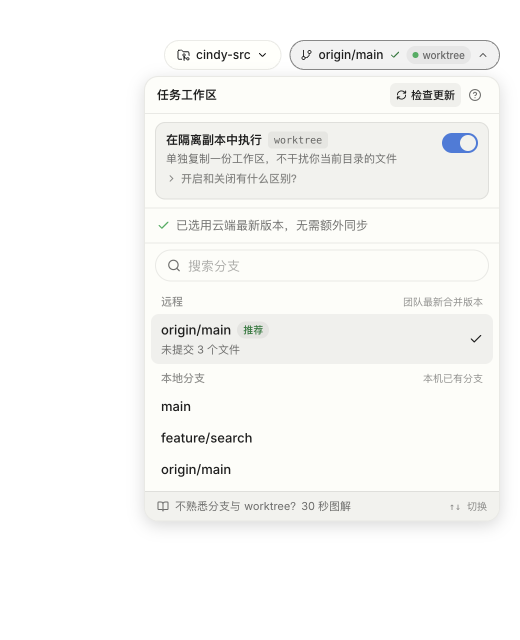 cindy-src
origin/main worktree
任务工作区 检查更新
在隔离副本中执行 worktree
单独复制一份工作区，不干扰你当前目录的文件
开启和关闭有什么区别?
已选用云端最新版本，无需额外同步
搜索分支
远程 团队最新合并版本
origin/main 推荐
未提交 3 个文件
本地分支 本机已有分支
main
feature/search
origin/main
不熟悉分支与 worktree? 30 秒图解 ↑↓ 切换